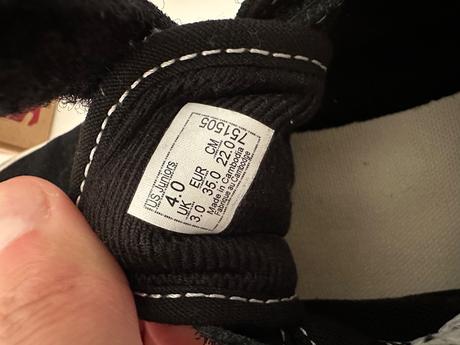 US Juniors
4.0
UK EUR CM
3.0 35.0 22.0
Made in Cambodia
Fabriqué au Cambodge
751505